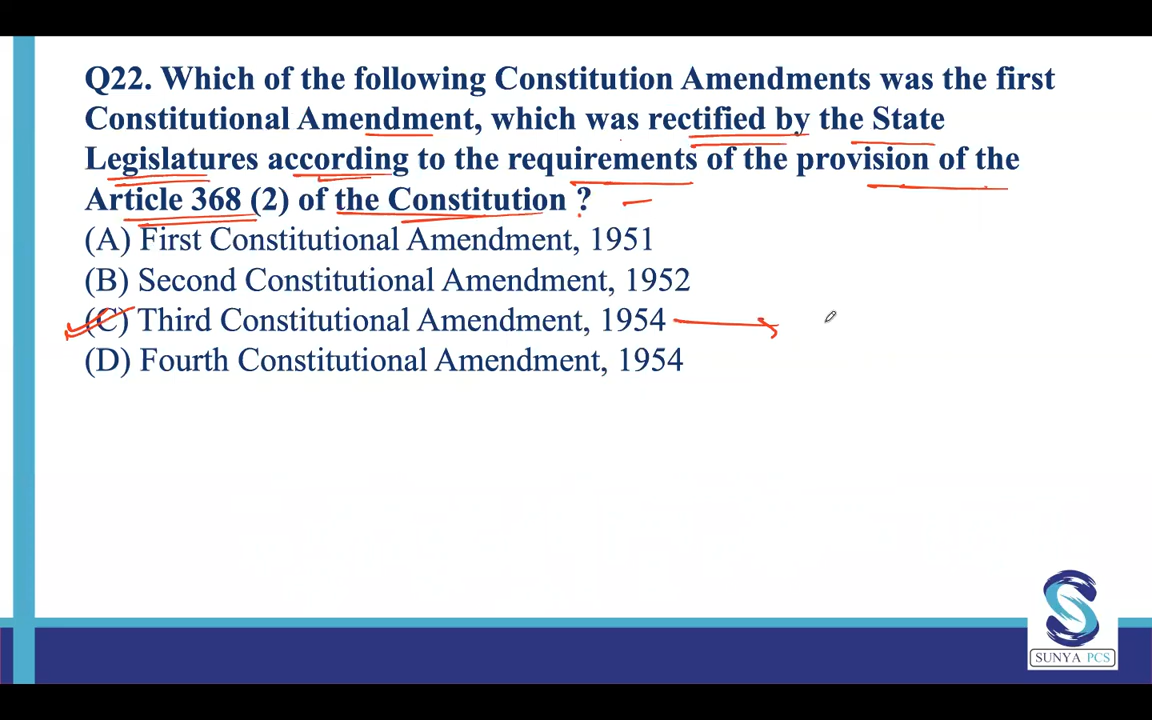 Q22. Which of the following Constitution Amendments was the first
Constitutional Amendment, which was rectified by the State
Legislatures according to the requirements of the provision of the
Article 368 (2) of the Constitution ?
(A) First Constitutional Amendment, 1951
(B) Second Constitutional Amendment, 1952
(C) Third Constitutional Amendment, 1954
(D) Fourth Constitutional Amendment, 1954
SUNYA PCS